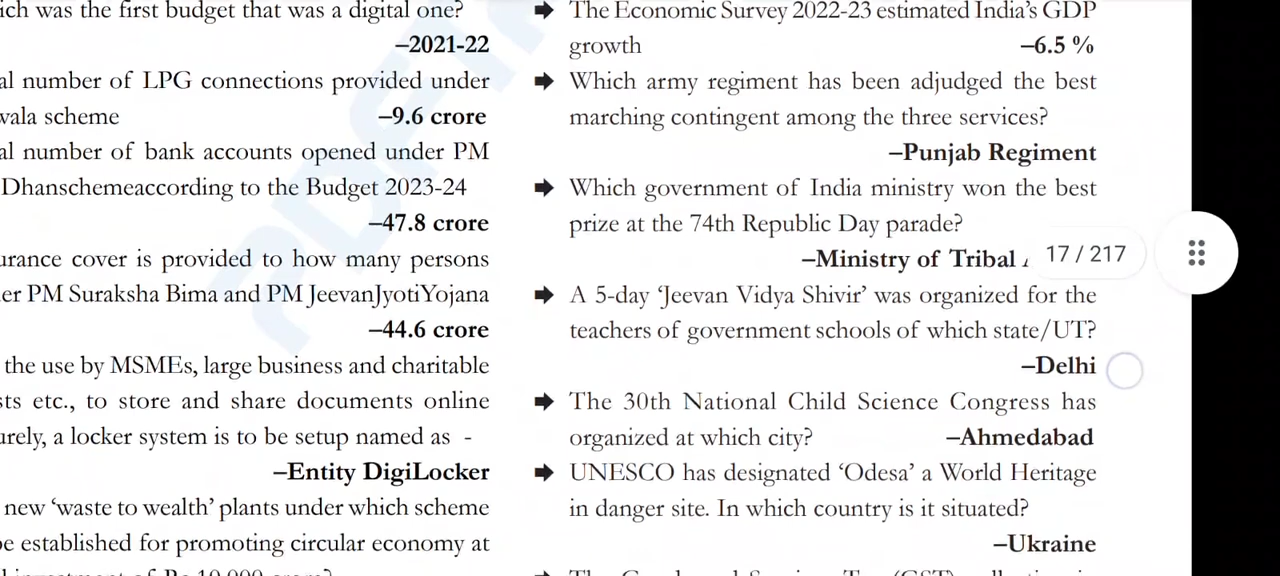 ich was the first budget that was a digital one?
–2021-22
al number of LPG connections provided under
wala scheme –9.6 crore
al number of bank accounts opened under PM
Dhanschemeaccording to the Budget 2023-24
–47.8 crore
urance cover is provided to how many persons
er PM Suraksha Bima and PM JeevanJyotiYojana
–44.6 crore
the use by MSMEs, large business and charitable
sts etc., to store and share documents online
urely, a locker system is to be setup named as -
–Entity DigiLocker
new ‘waste to wealth’ plants under which scheme
be established for promoting circular economy at
➡ The Economic Survey 2022-23 estimated India’s GDP
growth –6.5 %
➡ Which army regiment has been adjudged the best
marching contingent among the three services?
–Punjab Regiment
➡ Which government of India ministry won the best
prize at the 74th Republic Day parade?
–Ministry of Tribal
17 / 217
➡ A 5-day ‘Jeevan Vidya Shivir’ was organized for the
teachers of government schools of which state/UT?
–Delhi
➡ The 30th National Child Science Congress has
organized at which city? –Ahmedabad
➡ UNESCO has designated ‘Odesa’ a World Heritage
in danger site. In which country is it situated?
–Ukraine